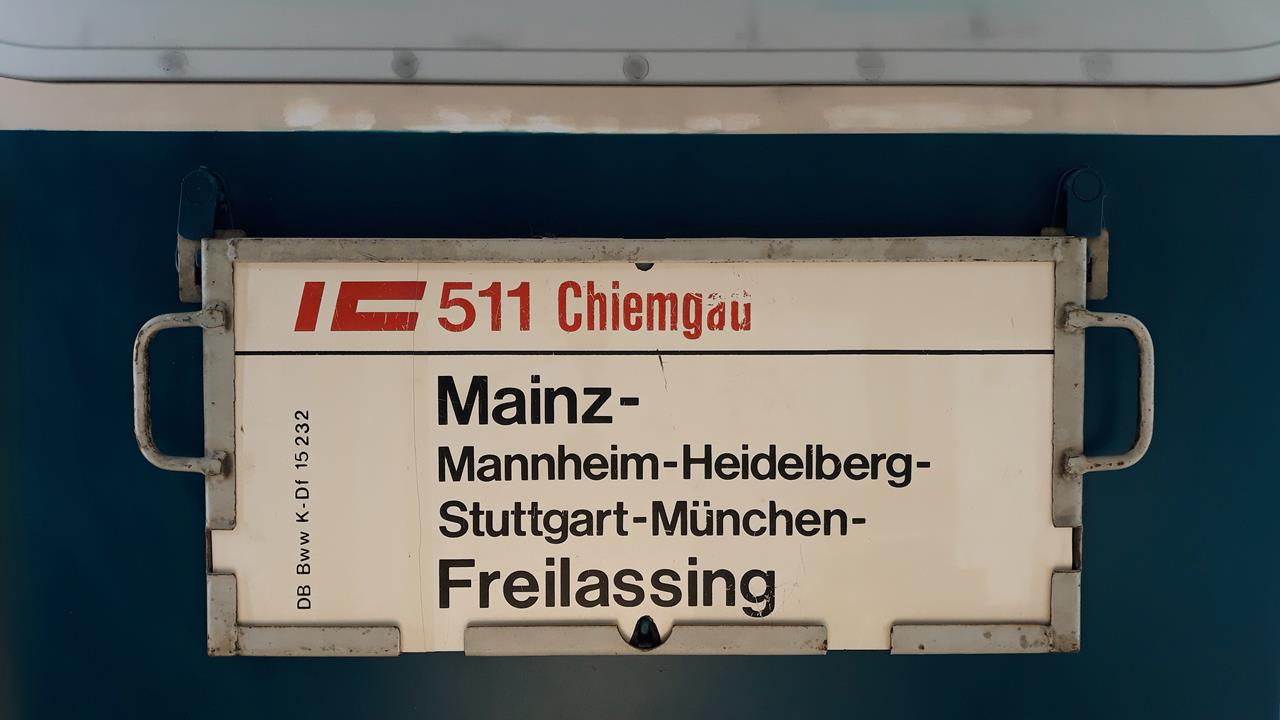 IC 511 Chiemgau
Mainz-
Mannheim-Heidelberg-
Stuttgart-München-
Freilassing
DB Bww K-Df 15 232